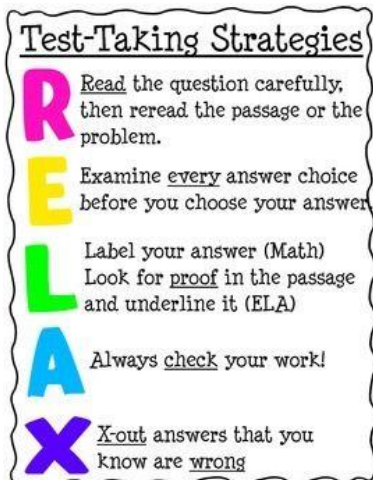 Test-Taking Strategies
R Read the question carefully,
then reread the passage or the
problem.
E Examine every answer choice
before you choose your answer
L Label your answer (Math)
Look for proof in the passage
and underline it (ELA)
A Always check your work!
X X-out answers that you
know are wrong